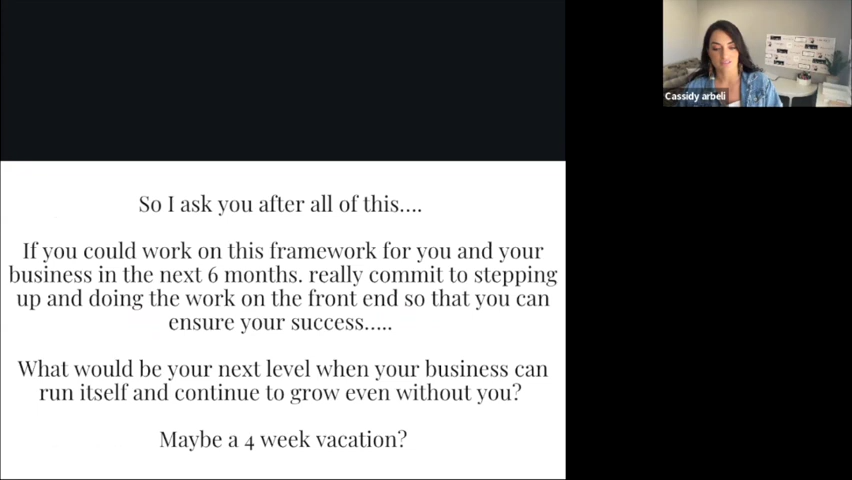 So I ask you after all of this....
If you could work on this framework for you and your
business in the next 6 months. really commit to stepping
up and doing the work on the front end so that you can
ensure your success.....
What would be your next level when your business can
run itself and continue to grow even without you?
Maybe a 4 week vacation?
Cassidy arbeli